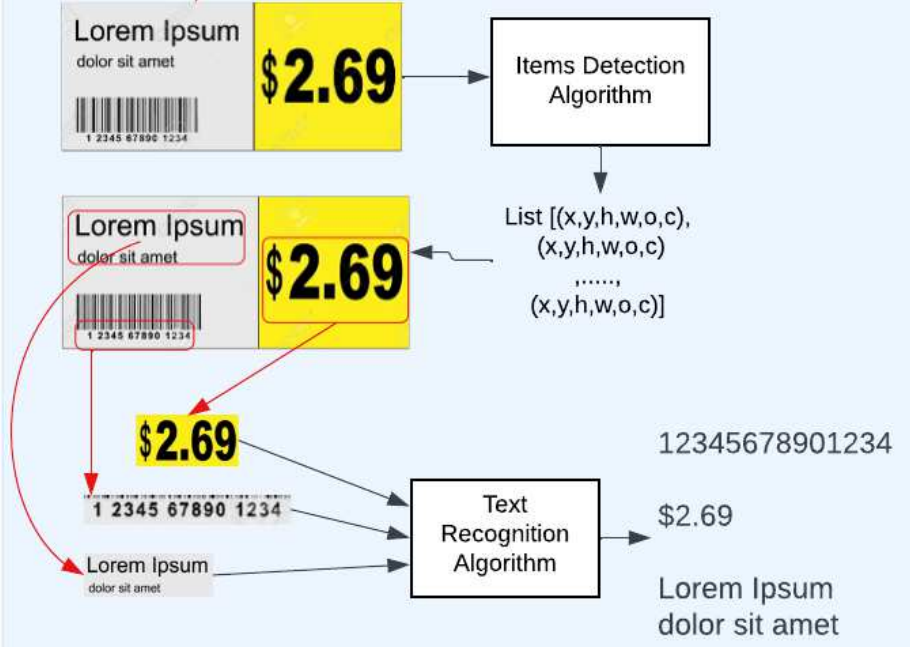 Lorem Ipsum
dolor sit amet
1 2345 67890 1234
$2.69
Items Detection
Algorithm
List [(x,y,h,w,o,c),
(x,y,h,w,o,c)
,.....,
(x,y,h,w,o,c)]
Lorem Ipsum
dolor sit amet
1 2345 67890 1234
$2.69
$2.69
1 2345 67890 1234
Lorem Ipsum
dolor sit amet
Text
Recognition
Algorithm
12345678901234
$2.69
Lorem Ipsum
dolor sit amet